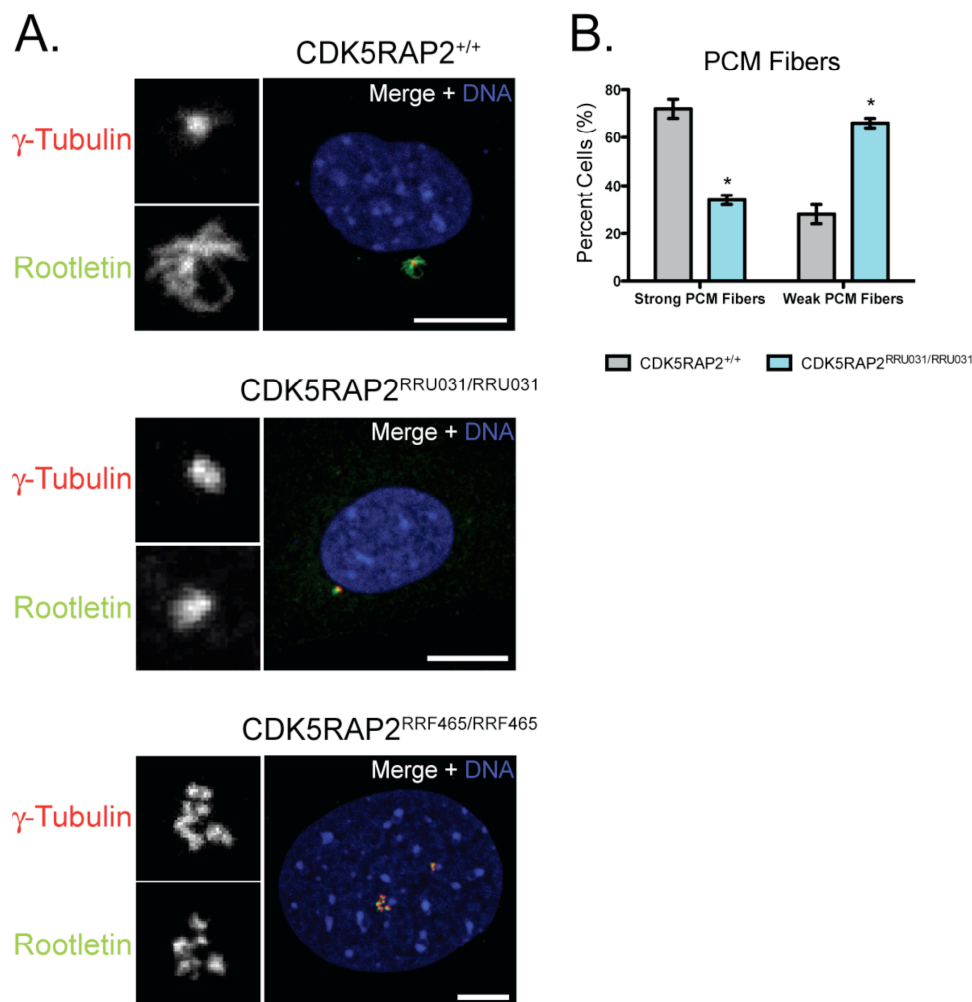 A.
CDK5RAP2+/+
γ-Tubulin
Rootletin
Merge + DNA
CDK5RAP2RRU031/RRU031
γ-Tubulin
Rootletin
Merge + DNA
CDK5RAP2RRF465/RRF465
γ-Tubulin
Rootletin
Merge + DNA
B.
PCM Fibers
Percent Cells (%)
80
60
40
20
0
*
*
Strong PCM Fibers
Weak PCM Fibers
CDK5RAP2+/+
CDK5RAP2RRU031/RRU031